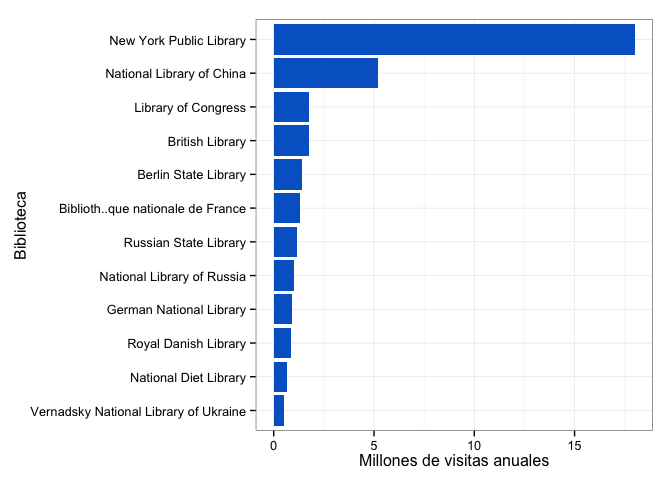 New York Public Library
National Library of China
Library of Congress
British Library
Berlin State Library
Biblioth..que nationale de France
Russian State Library
National Library of Russia
German National Library
Royal Danish Library
National Diet Library
Vernadsky National Library of Ukraine
Biblioteca
0 5 10 15
Millones de visitas anuales